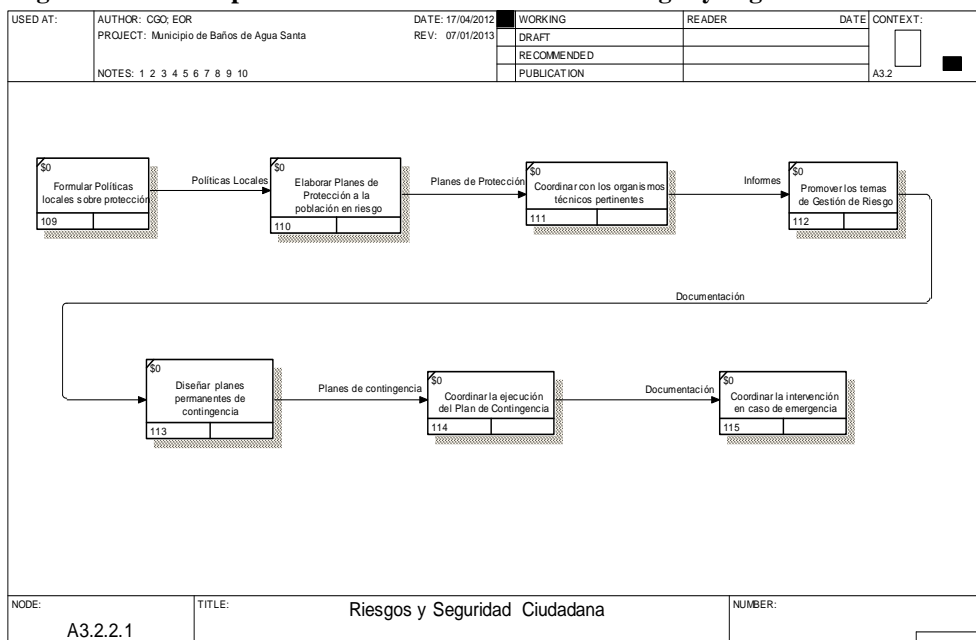 USED AT:
AUTHOR: CGO; EOR
DATE: 17/04/2012
PROJECT: Municipio de Baños de Agua Santa
REV: 07/01/2013
NOTES: 1 2 3 4 5 6 7 8 9 10
WORKING
DRAFT
RECOMMENDED
PUBLICATION
READER
DATE
CONTEXT:
A3.2
$0
Formular Políticas
locales sobre protección
109
Políticas Locales
$0
Elaborar Planes de
Protección a la
población en riesgo
110
Planes de Protección
$0
Coordinar con los organismos
técnicos pertinentes
111
Informes
$0
Promover los temas
de Gestión de Riesgo
112
Documentación
$0
Diseñar planes
permanentes de
contingencia
113
Planes de contingencia
$0
Coordinar la ejecución
del Plan de Contingencia
114
Documentación
$0
Coordinar la intervención
en caso de emergencia
115
NODE:
A3.2.2.1
TITLE:
Riesgos y Seguridad Ciudadana
NUMBER: